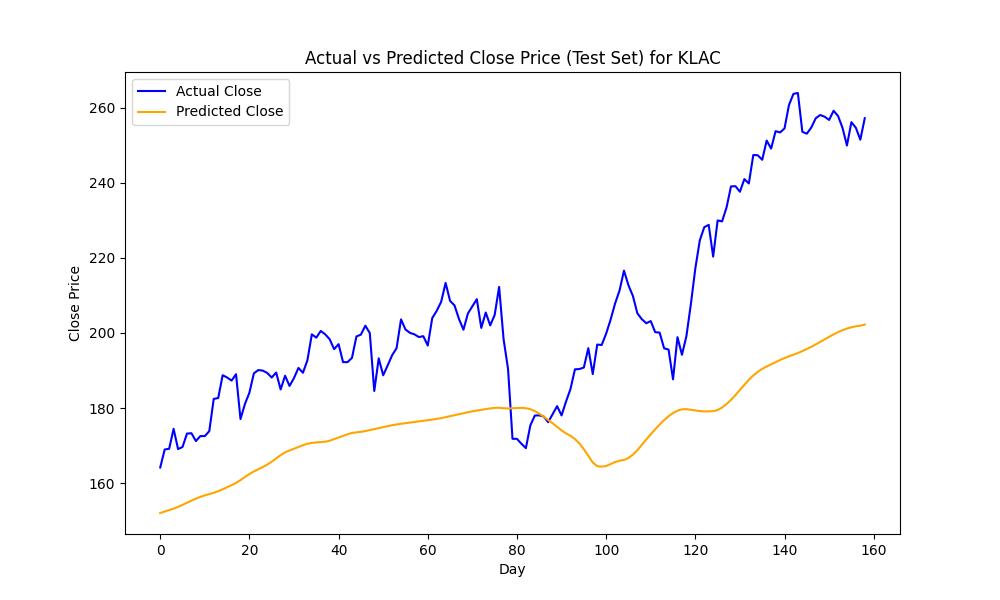 Actual vs Predicted Close Price (Test Set) for KLAC
Actual Close
Predicted Close
260
240
220
200
180
160
Close Price
0 20 40 60 80 100 120 140 160
Day